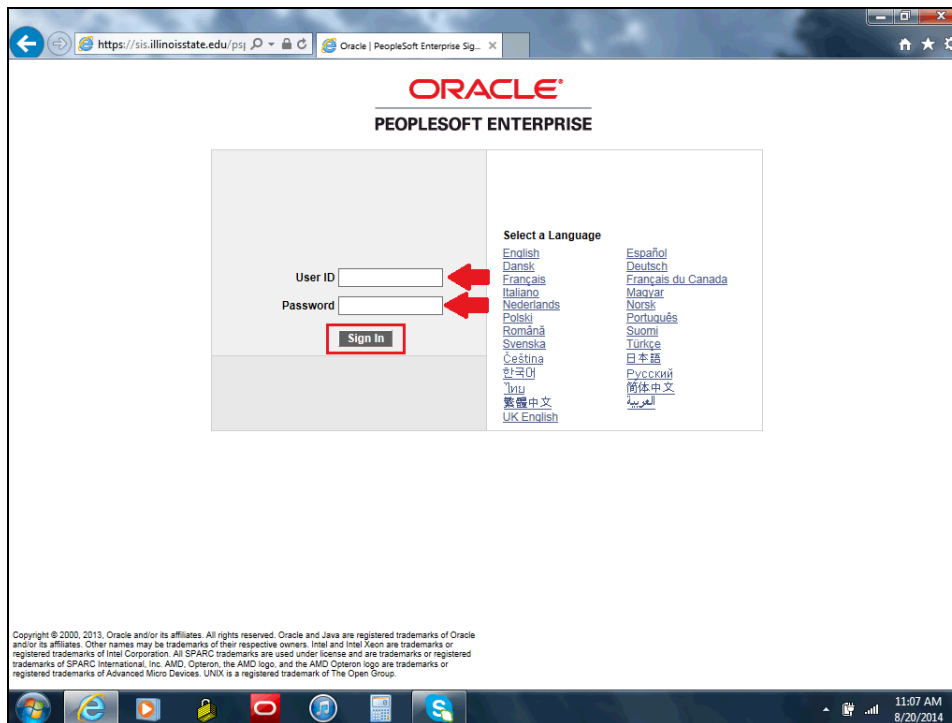 https://sis.illinoisstate.edu/ps
Oracle | PeopleSoft Enterprise Sig...
ORACLE®
PEOPLESOFT ENTERPRISE
User ID
Password
Sign In
Select a Language
English Español
Dansk Deutsch
Français Français du Canada
Italiano Magyar
Nederlands Norsk
Polski Português
Română Suomi
Svenska Türkçe
Čeština 日本語
한국어 Русский
ไทย 简体中文
繁體中文 العربية
UK English
Copyright © 2000, 2013, Oracle and/or its affiliates. All rights reserved. Oracle and Java are registered trademarks of Oracle
and/or its affiliates. Other names may be trademarks of their respective owners. Intel and Intel Xeon are trademarks or
registered trademarks of Intel Corporation. All SPARC trademarks are used under license and are trademarks or registered
trademarks of SPARC International, Inc. AMD, Opteron, the AMD logo, and the AMD Opteron logo are trademarks or
registered trademarks of Advanced Micro Devices. UNIX is a registered trademark of The Open Group.
11:07 AM
8/20/2014